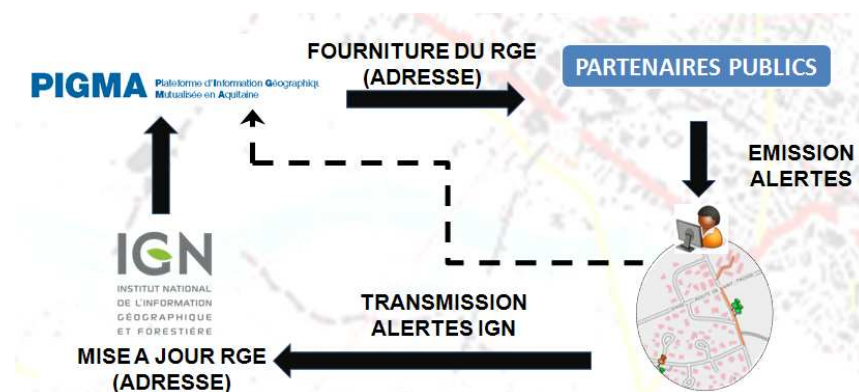 FOURNITURE DU RGE
(ADRESSE)
PARTENAIRES PUBLICS
PIGMA Plateforme d'Information Géographiqu
Mutualisée en Aquitaine
EMISSION
ALERTES
IGN
INSTITUT NATIONAL
DE L'INFORMATION
GÉOGRAPHIQUE
ET FORESTIÈRE
TRANSMISSION
ALERTES IGN
MISE A JOUR RGE
(ADRESSE)